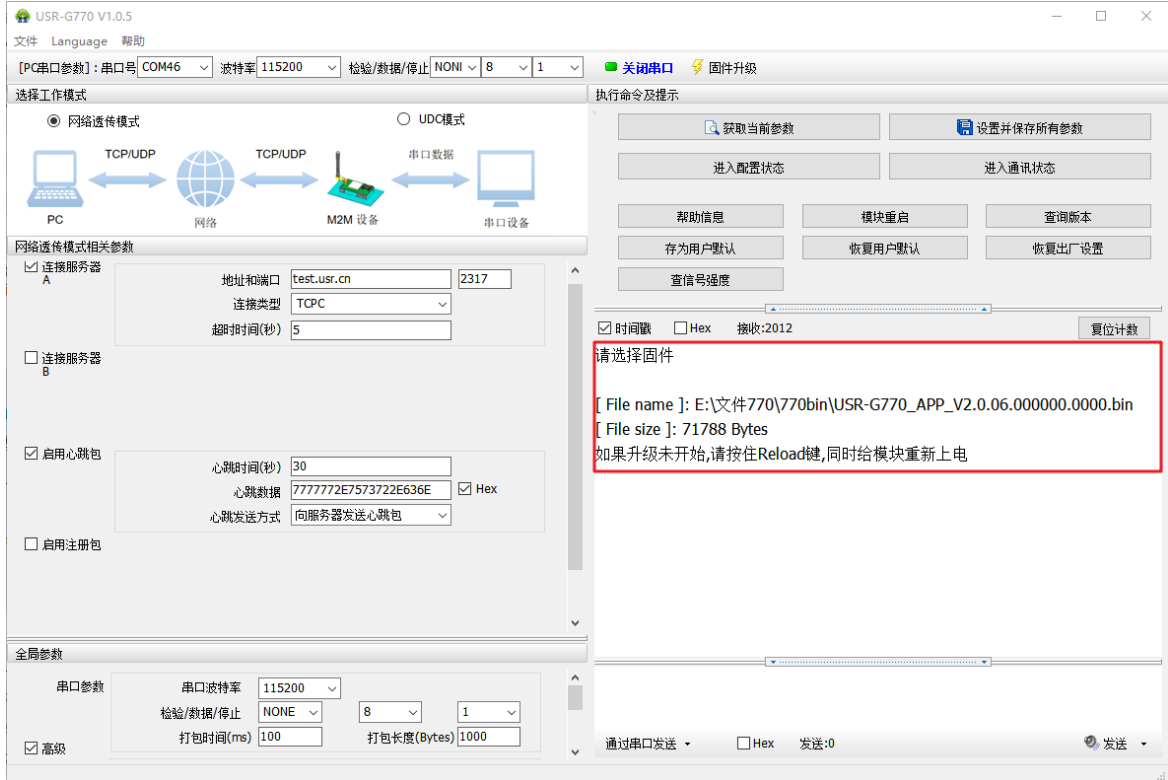 USR-G770 V1.0.5
文件 Language 帮助
[PC串口参数]:串口号 COM46 波特率 115200 检验/数据/停止 NONI 8 1 关闭串口 固件升级
选择工作模式
网络透传模式 UDC模式
TCP/UDP TCP/UDP 串口数据
PC 网络 M2M 设备 串口设备
网络透传模式相关参数
连接服务器
A
地址和端口 test.usr.cn 2317
连接类型 TCPC
超时时间(秒) 5
连接服务器
B
启用心跳包
心跳时间(秒) 30
心跳数据 7777772E7573722E636E Hex
心跳发送方式 向服务器发送心跳包
启用注册包
全局参数
串口参数 串口波特率 115200
检验/数据/停止 NONE 8 1
打包时间(ms) 100 打包长度(Bytes) 1000
高级
执行命令及提示
获取当前参数 设置并保存所有参数
进入配置状态 进入通讯状态
帮助信息 模块重启 查询版本
存为用户默认 恢复用户默认 恢复出厂设置
查信号强度
时间戳 Hex 接收:2012 复位计数
请选择固件
[ File name ]: E:\文件770\770bin\USR-G770_APP_V2.0.06.000000.0000.bin
[ File size ]: 71788 Bytes
如果升级未开始,请按住Reload键,同时给模块重新上电
通过串口发送 Hex 发送:0 发送